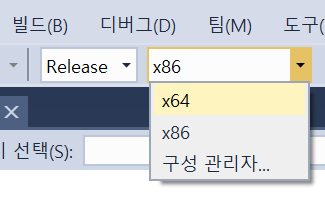 빌드(B) 디버그(D) 팀(M) 도구(
Release x86
x64
x86
선택(S):
구성 관리자...